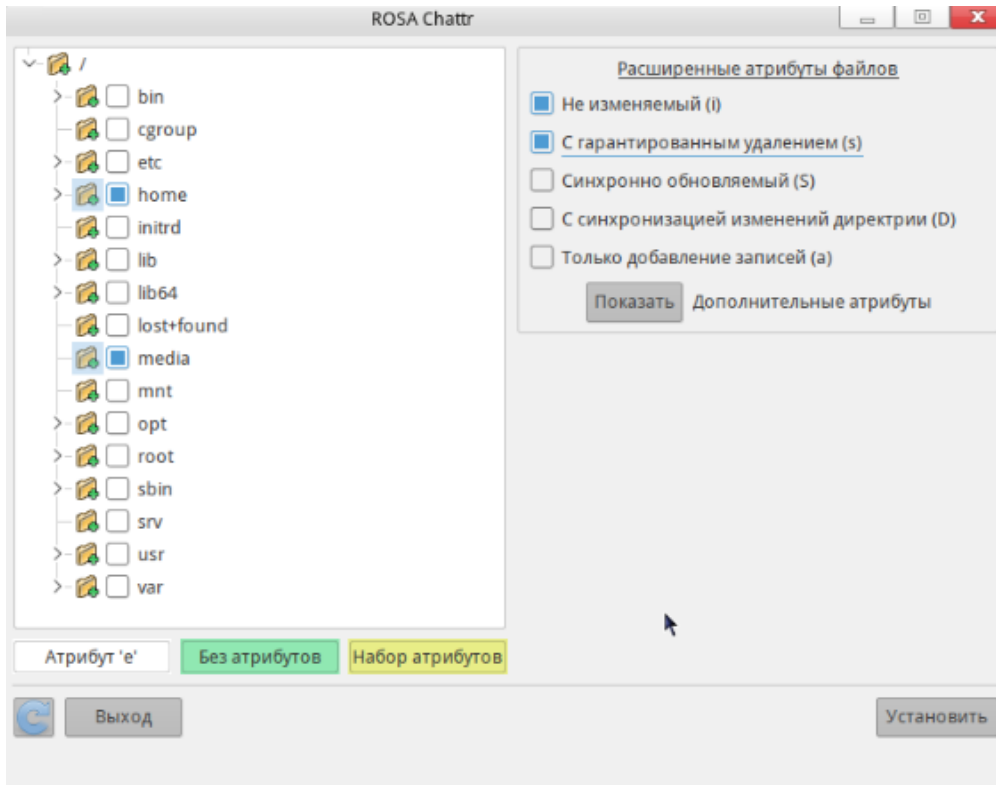 ROSA Chattr
/
bin
cgroup
etc
home
initrd
lib
lib64
lost+found
media
mnt
opt
root
sbin
srv
usr
var
Расширенные атрибуты файлов
Не изменяемый (i)
С гарантированным удалением (s)
Синхронно обновляемый (S)
С синхронизацией изменений директрии (D)
Только добавление записей (a)
Показать Дополнительные атрибуты
Атрибут 'e' Без атрибутов Набор атрибутов
Выход Установить